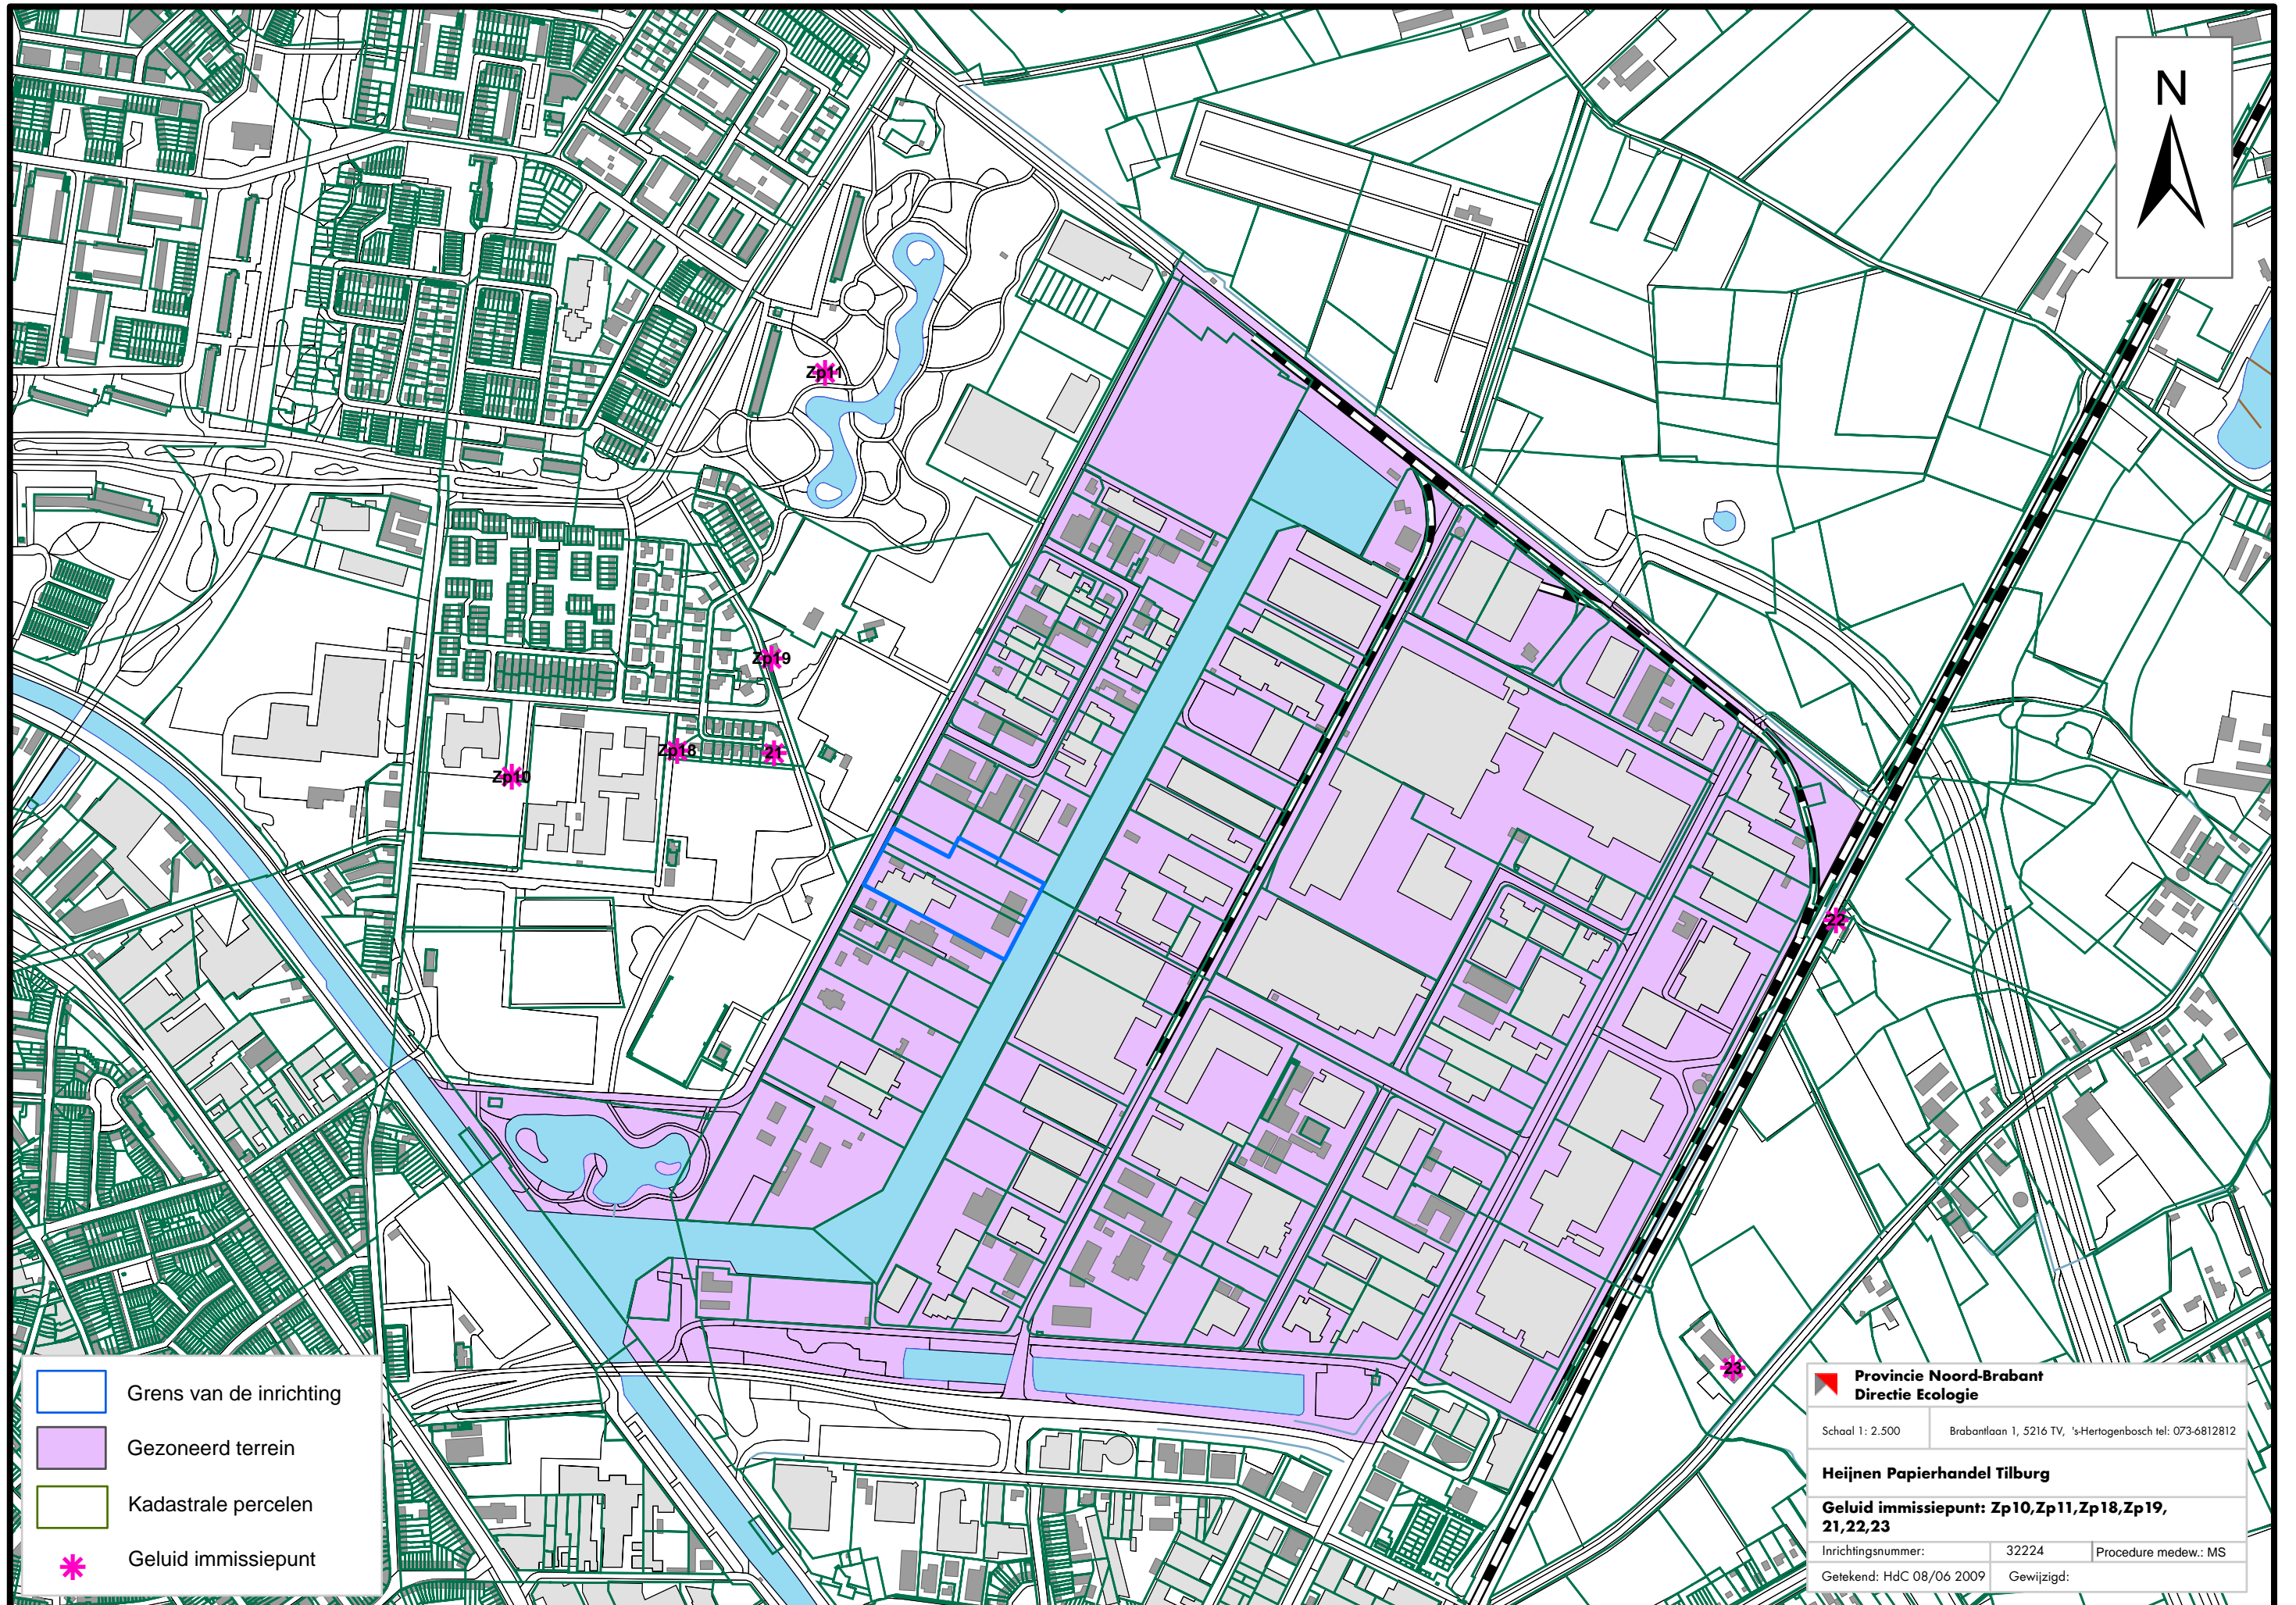 N
Zp11
Zp19
Zp18
21
Zp10
22
23
Grens van de inrichting
Gezoneerd terrein
Kadastrale percelen
Geluid immissiepunt
Provincie Noord-Brabant
Directie Ecologie
Schaal 1: 2.500
Brabantlaan 1, 5216 TV, 's-Hertogenbosch tel: 073-6812812
Heijnen Papierhandel Tilburg
Geluid immissiepunt: Zp10,Zp11,Zp18,Zp19,
21,22,23
Inrichtingsnummer: 32224 Procedure medew.: MS
Getekend: HdC 08/06 2009 Gewijzigd: